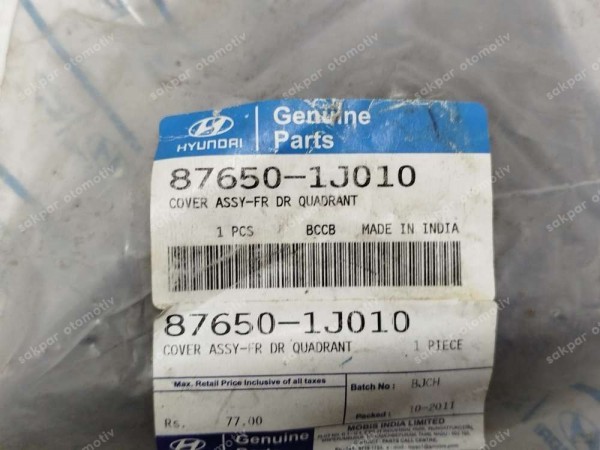 HYUNDAI
Genuine
Parts
87650-1J010
COVER ASSY-FR DR QUADRANT
1 PCS BCCB MADE IN INDIA
87650-1J010
COVER ASSY-FR DR QUADRANT 1 PIECE
Max. Retail Price Inclusive of all taxes
Batch No : BJCH
Rs. 77.00
Packed : 10-2011
MOBIS INDIA LIMITED
Genuine
sakpar otomotiv